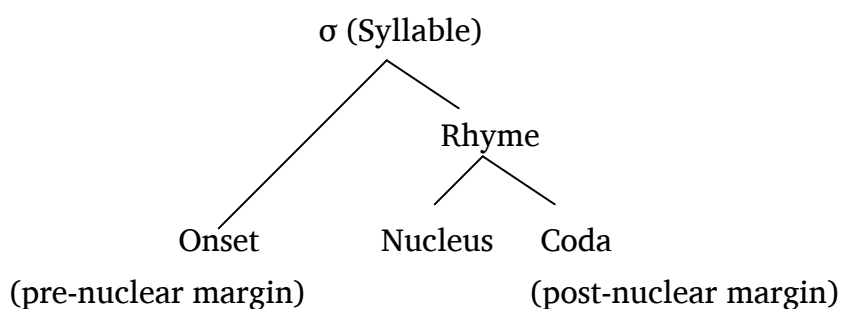 σ (Syllable)
Rhyme
Onset Nucleus Coda
(pre-nuclear margin) (post-nuclear margin)